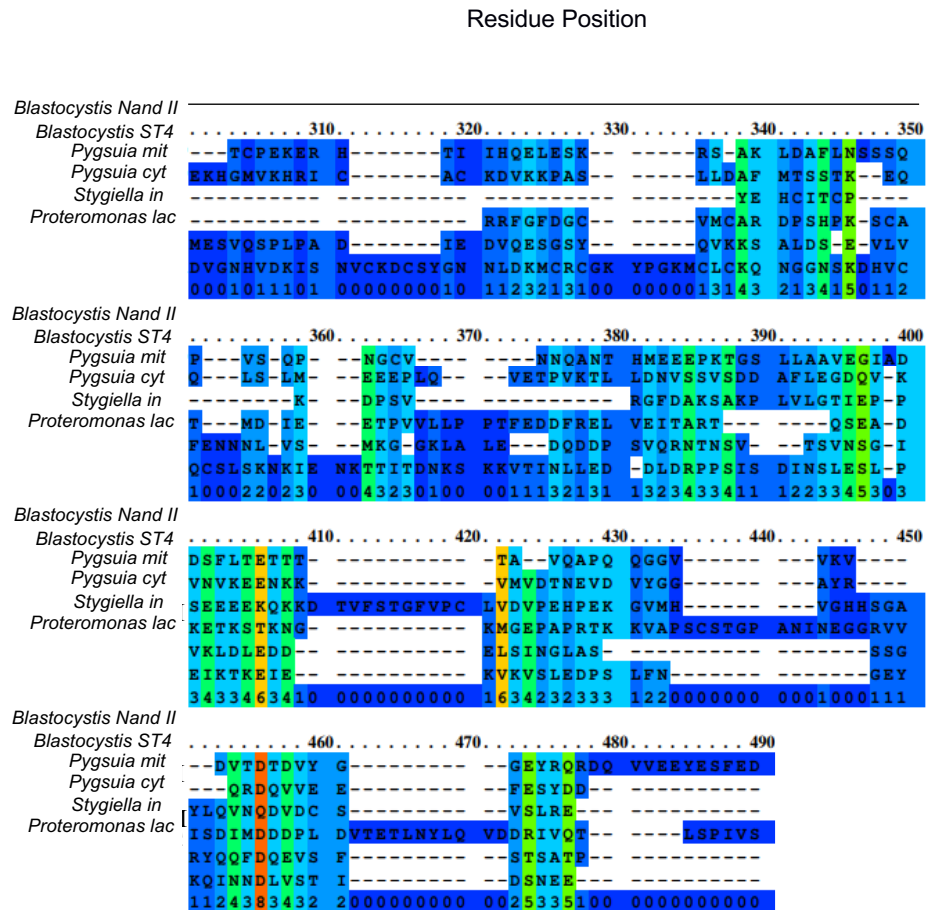 Residue Position
Blastocystis Nand II
Blastocystis ST4 . . . . . . . . . 310 . . . . . . . . . 320 . . . . . . . . . 330 . . . . . . . . . 340 . . . . . . . . . 350
Pygsuia mit ---TCPEKER H-------TI IHQELESK-- -----RS-AK LDAFLNSSSQ
Pygsuia cyt EKHGMVKHRI C-------AC KDVKKPAS-- -----LLDAF MTSSTK--EQ
Stygiella in ---------- ---------- ---------- --------YE HCITCP----
Proteromonas lac ---------- ---------- RRFGFDGC-- -----VMCAR DPSHPK-SCA
MESVQSPLPA D-------IE DVQESGSY-- -----QVKKS ALDS-E-VLV
DVGNHVDKIS NVCKDCSYGN NLDKMCRCGK YPGKMCLCKQ NGGNSKDHVC
0001011101 0000000010 1122321310 0000013143 2134150112
Blastocystis Nand II
Blastocystis ST4 . . . . . . . . . 360 . . . . . . . . . 370 . . . . . . . . . 380 . . . . . . . . . 390 . . . . . . . . . 400
Pygsuia mit P---VS-QP- --NGCV---- ----NNQANT HMEEEPKTGS LLAAVEGIAD
Pygsuia cyt Q---LS-LM- --EEEPLQ-- --VETPVKTL LDNVSSVSDD AFLEGDQV-K
Stygiella in --------K- --DPSV---- ---------- RGFDAKSAKP LVLGTIEP-P
Proteromonas lac T---MD-IE- --ETPVVLLP PTFEDDFREL VEITART--- ----QSEA-D
FENNNL-VS- --MKG-GKLA LE---DQDDP SVQRNTNSV- --TSVNSG-I
QCSLSKNKIE NKTTITDNKS KKVTINLLED -DLDRPPSIS DINSLESL-P
1000220230 0043230100 0011132131 1323433411 1223345303
Blastocystis Nand II
Blastocystis ST4 . . . . . . . . . 410 . . . . . . . . . 420 . . . . . . . . . 430 . . . . . . . . . 440 . . . . . . . . . 450
Pygsuia mit DSFLTETTT- ---------- -TA--VQAPQ QGGV------ ----VKV---
Pygsuia cyt VNVKEENKK- ---------- -VMVDTNEVD VYGG------ ----AYR---
Stygiella in SEEEEKQKKD TVFSTGFVPC LVDVPEHPEK GVMH------ ---VGHHSGA
Proteromonas lac KETKSTKNG- ---------- KMGEPAPRTK KVAPSCSTGP ANINEGGRVV
VKLDLEDD-- ---------- ELSINGLAS- ---------- -------SSG
EIKTKEIE-- ---------- KVKVSLEDPS LFN------- -------GEY
3433463410 0000000000 1634232333 1220000000 0001000111
Blastocystis Nand II
Blastocystis ST4 . . . . . . . . . 460 . . . . . . . . . 470 . . . . . . . . . 480 . . . . . . . . . 490
Pygsuia mit --DVTDTDVY G--------- --GEYRQRDQ VVEEYESFED
Pygsuia cyt ---QRDQVVE E--------- --FESYDD-- ----------
Stygiella in YLQVNQDVDC S--------- --VSLRE--- ----------
Proteromonas lac ISDIMDDDPL DVTETLNYLQ VDDRIVQT-- ----LSPIVS
RYQQFDQEVS F--------- --STSATP-- ----------
KQINNDLVST I--------- --DSNEE--- ----------
1124383432 2000000000 0025335100 0000000000